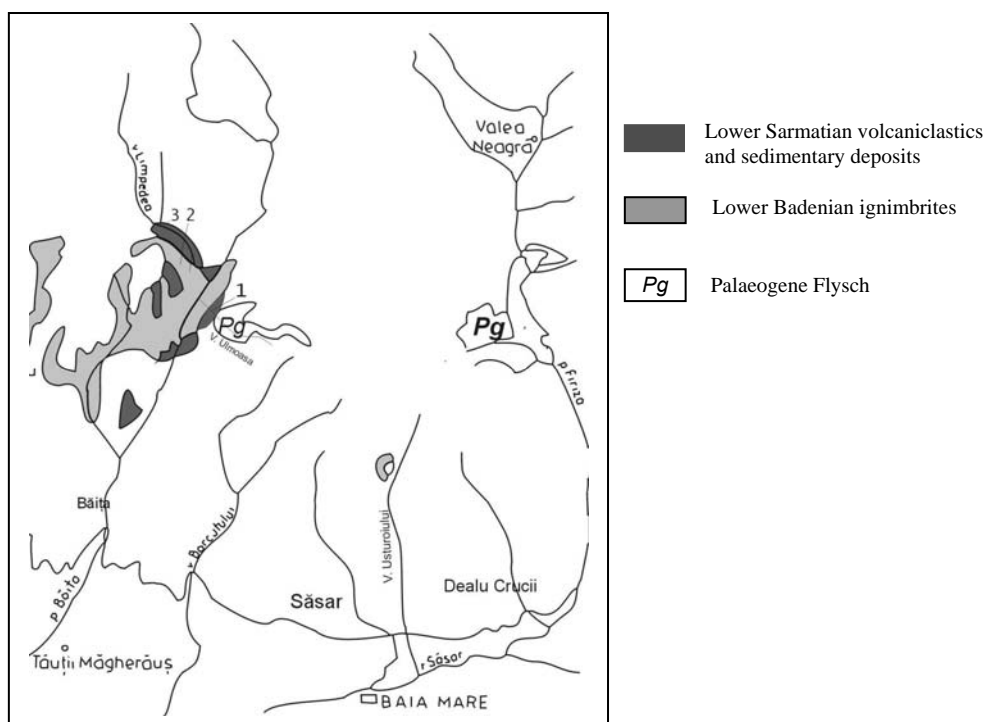 Valea
Neagră
v Limpedea
3 2
1
Pg
V. Ulmoasa
Pg
p Firiza
Băița
v Borcutului
V. Usturoiului
Săsar
Dealu Crucii
p Băița
Tăuții Măgherăuș
r Săsar
BAIA MARE
Lower Sarmatian volcaniclastics
and sedimentary deposits
Lower Badenian ignimbrites
Pg
Palaeogene Flysch